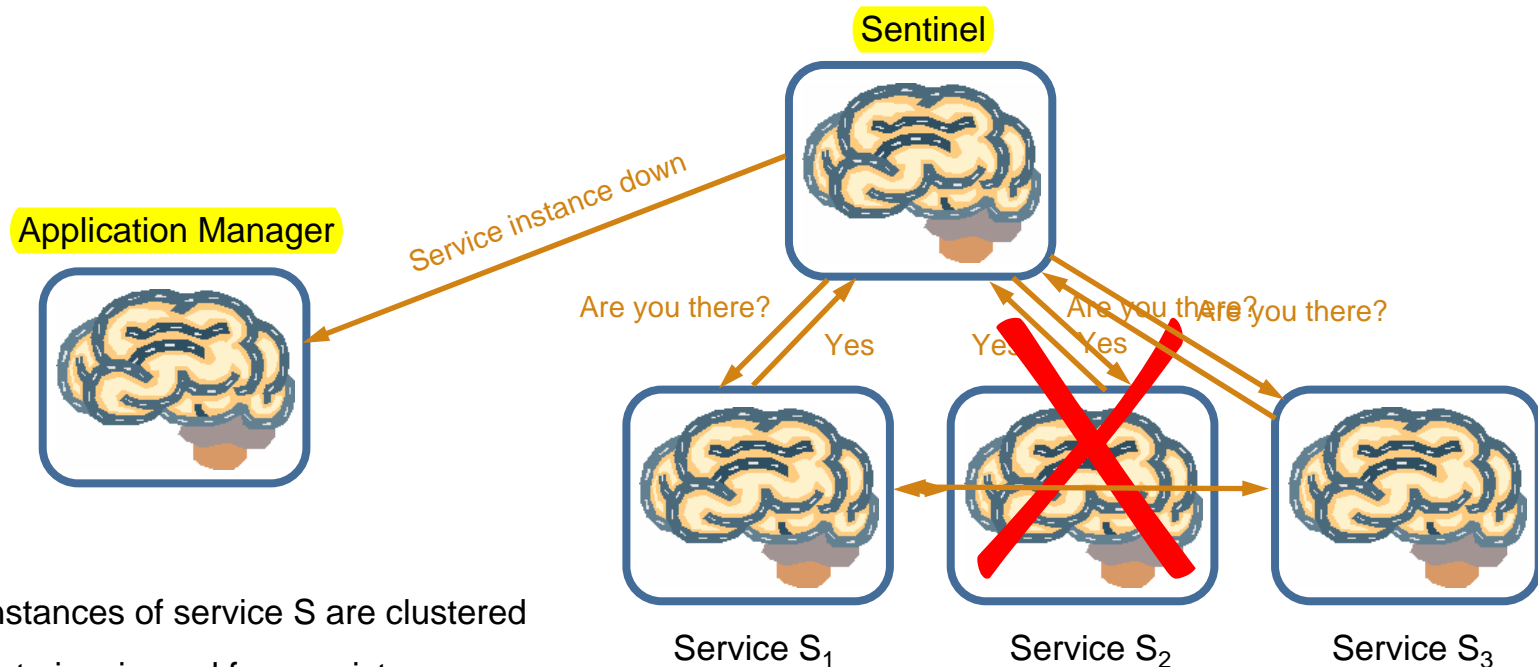 Sentinel
Service instance down
Application Manager
Are you there?
Are you there?
Are you there?
Yes
Yes
Yes
nstances of service S are clustered
Service S1
Service S2
Service S3